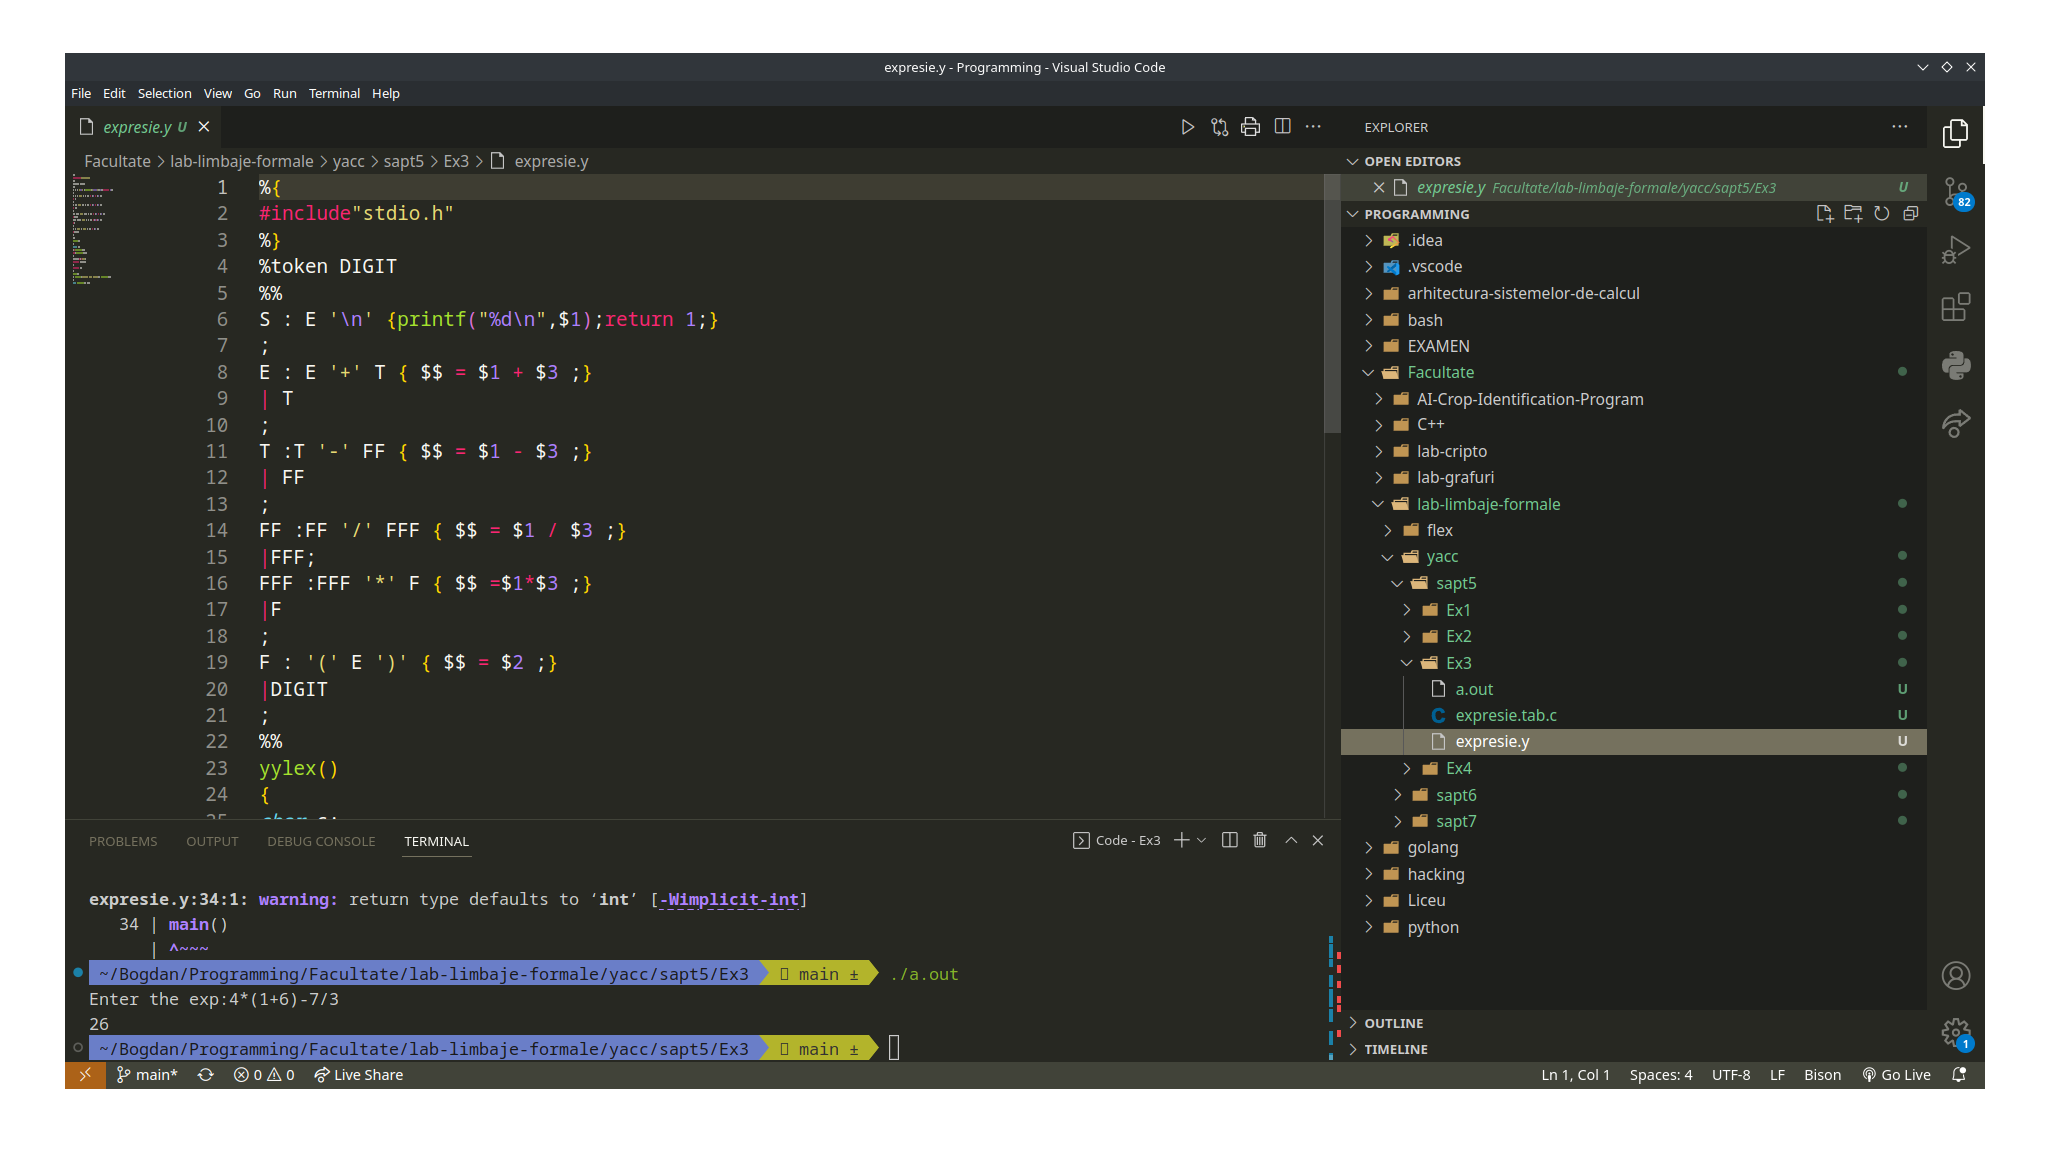 expresie.y - Programming - Visual Studio Code
File Edit Selection View Go Run Terminal Help
expresie.y U
Facultate > lab-limbaje-formale > yacc > sapt5 > Ex3 > expresie.y
1 %{
2 #include"stdio.h"
3 %}
4 %token DIGIT
5 %%
6 S : E '\n' {printf("%d\n",$1);return 1;}
7 ;
8 E : E '+' T { $$ = $1 + $3 ;}
9 | T
10 ;
11 T :T '-' FF { $$ = $1 - $3 ;}
12 | FF
13 ;
14 FF :FF '/' FFF { $$ = $1 / $3 ;}
15 |FFF;
16 FFF :FFF '*' F { $$ =$1*$3 ;}
17 |F
18 ;
19 F : '(' E ')' { $$ = $2 ;}
20 |DIGIT
21 ;
22 %%
23 yylex()
24 {
PROBLEMS OUTPUT DEBUG CONSOLE TERMINAL
Code - Ex3
expresie.y:34:1: warning: return type defaults to ‘int’ [-Wimplicit-int]
34 | main()
| ^~~~
~/Bogdan/Programming/Facultate/lab-limbaje-formale/yacc/sapt5/Ex3 main ± ./a.out
Enter the exp:4*(1+6)-7/3
26
~/Bogdan/Programming/Facultate/lab-limbaje-formale/yacc/sapt5/Ex3 main ±
EXPLORER
OPEN EDITORS
expresie.y Facultate/lab-limbaje-formale/yacc/sapt5/Ex3 U
PROGRAMMING
.idea
.vscode
arhitectura-sistemelor-de-calcul
bash
EXAMEN
Facultate
AI-Crop-Identification-Program
C++
lab-cripto
lab-grafuri
lab-limbaje-formale
flex
yacc
sapt5
Ex1
Ex2
Ex3
a.out U
expresie.tab.c U
expresie.y U
Ex4
sapt6
sapt7
golang
hacking
Liceu
python
OUTLINE
TIMELINE
82
1
main* 0 0 Live Share
Ln 1, Col 1 Spaces: 4 UTF-8 LF Bison Go Live